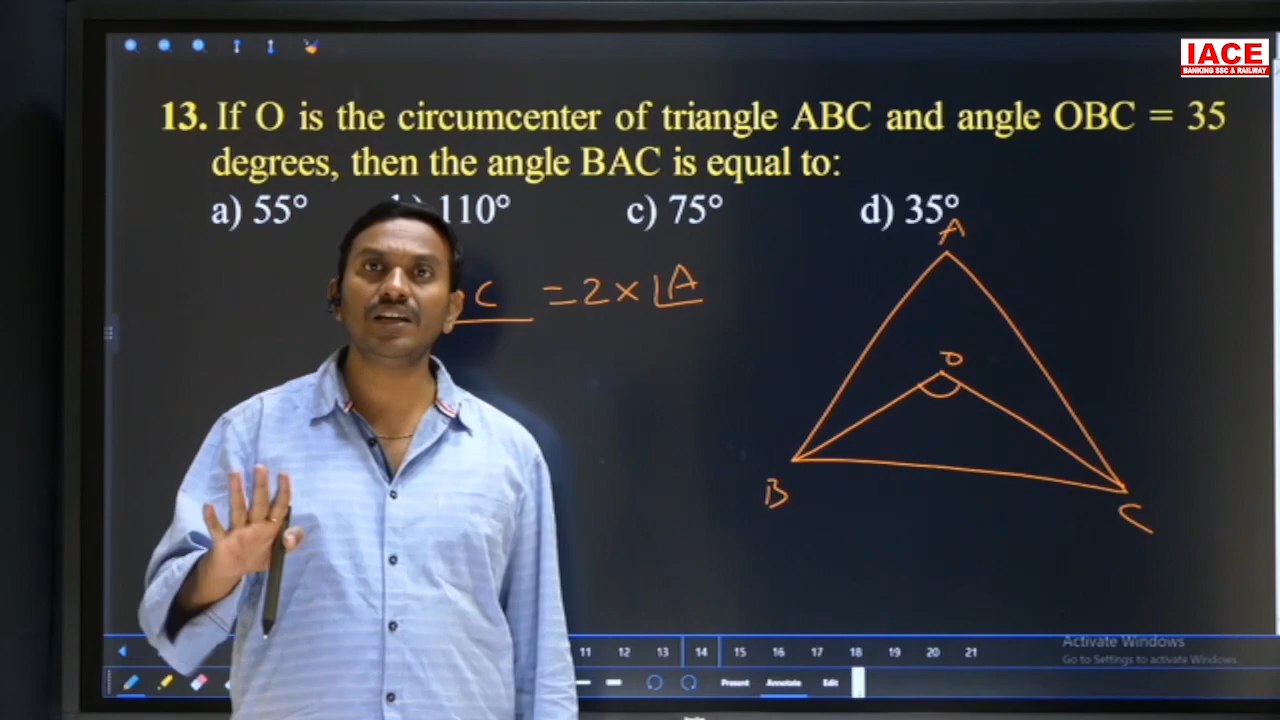 IACE
BANKING SSC & RAILWAY
13. If O is the circumcenter of triangle ABC and angle OBC = 35
degrees, then the angle BAC is equal to:
a) 55° 110° c) 75° d) 35°
A
C = 2 × ∠A
O
B
C
11 12 13 14 15 16 17 18 19 20 21
Activate Windows
Go to Settings to activate Windows.
Present Annotate Edit